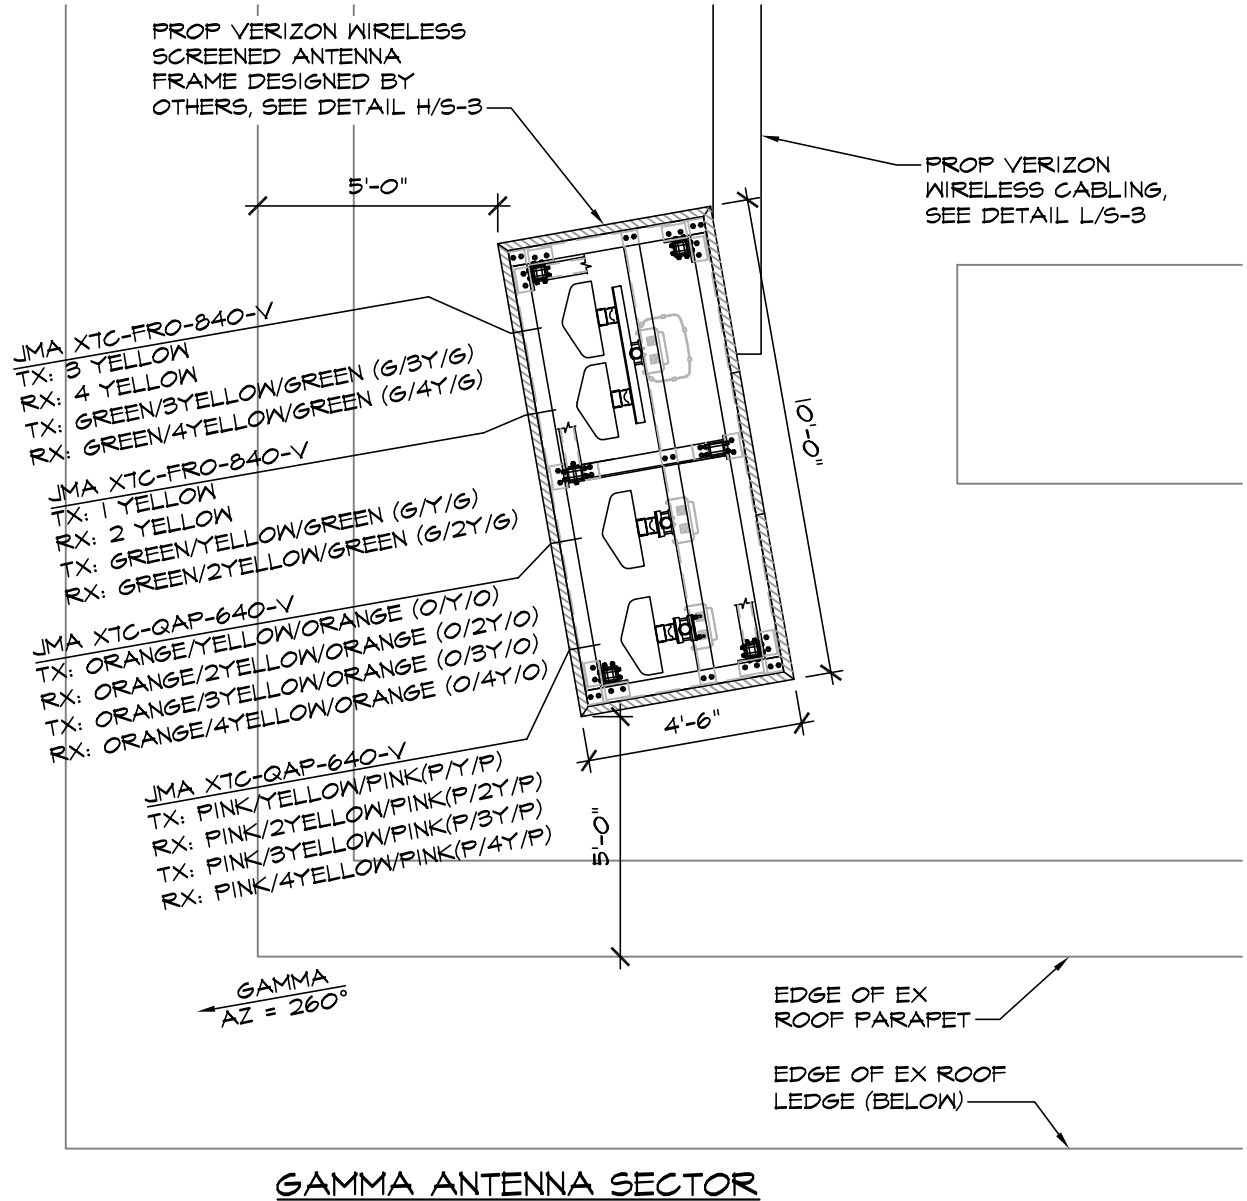 PROP VERIZON WIRELESS
SCREENED ANTENNA
FRAME DESIGNED BY
OTHERS, SEE DETAIL H/S-3
5'-0"
PROP VERIZON
WIRELESS CABLING,
SEE DETAIL L/S-3
JMA X7C-FRO-840-V
TX: 3 YELLOW
RX: 4 YELLOW
TX: GREEN/3YELLOW/GREEN (G/3Y/G)
RX: GREEN/4YELLOW/GREEN (G/4Y/G)
10'-0"
JMA X7C-FRO-840-V
TX: 1 YELLOW
RX: 2 YELLOW
TX: GREEN/YELLOW/GREEN (G/Y/G)
RX: GREEN/2YELLOW/GREEN (G/2Y/G)
JMA X7C-QAP-640-V
TX: ORANGE/YELLOW/ORANGE (O/Y/O)
RX: ORANGE/2YELLOW/ORANGE (O/2Y/O)
TX: ORANGE/3YELLOW/ORANGE (O/3Y/O)
RX: ORANGE/4YELLOW/ORANGE (O/4Y/O)
4'-6"
JMA X7C-QAP-640-V
TX: PINK/YELLOW/PINK(P/Y/P)
RX: PINK/2YELLOW/PINK(P/2Y/P)
TX: PINK/3YELLOW/PINK(P/3Y/P)
RX: PINK/4YELLOW/PINK(P/4Y/P)
5'-0"
GAMMA
AZ = 260°
EDGE OF EX
ROOF PARAPET
EDGE OF EX ROOF
LEDGE (BELOW)
GAMMA ANTENNA SECTOR